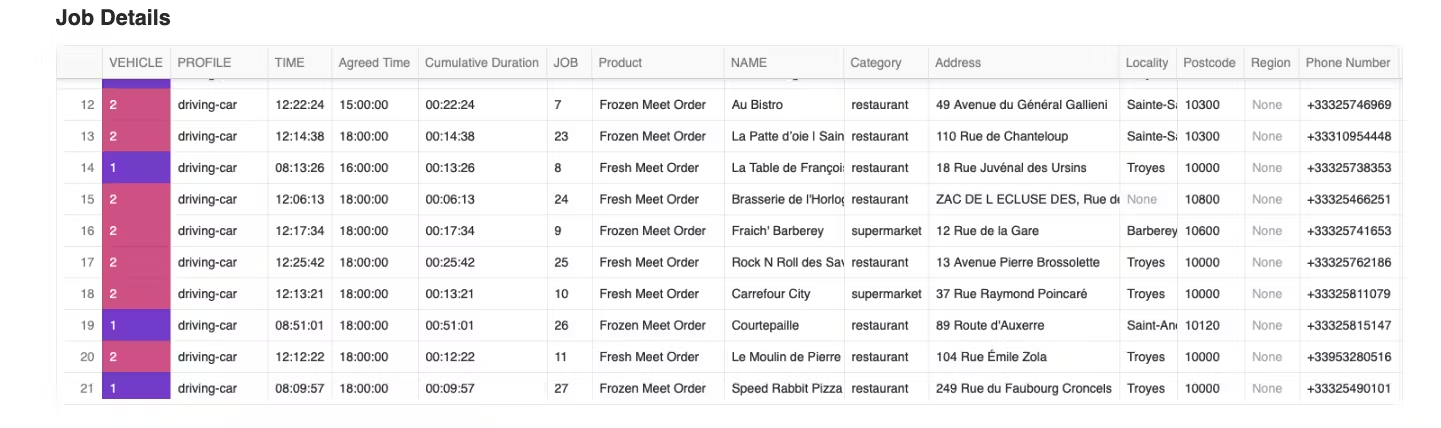 Job Details
VEHICLE PROFILE TIME Agreed Time Cumulative Duration JOB Product NAME Category Address Locality Postcode Region Phone Number
12 2 driving-car 12:22:24 15:00:00 00:22:24 7 Frozen Meet Order Au Bistro restaurant 49 Avenue du Général Gallieni Sainte-Sa 10300 None +33325746969
13 2 driving-car 12:14:38 18:00:00 00:14:38 23 Frozen Meet Order La Patte d'oie | Sain restaurant 110 Rue de Chanteloup Sainte-Sa 10300 None +33310954448
14 1 driving-car 08:13:26 16:00:00 00:13:26 8 Fresh Meet Order La Table de François restaurant 18 Rue Juvénal des Ursins Troyes 10000 None +33325738353
15 2 driving-car 12:06:13 18:00:00 00:06:13 24 Fresh Meet Order Brasserie de l'Horlog restaurant ZAC DE L ECLUSE DES, Rue de None 10800 None +33325466251
16 2 driving-car 12:17:34 18:00:00 00:17:34 9 Frozen Meet Order Fraich' Barberey supermarket 12 Rue de la Gare Barberey 10600 None +33325741653
17 2 driving-car 12:25:42 18:00:00 00:25:42 25 Fresh Meet Order Rock N Roll des Sav restaurant 13 Avenue Pierre Brossolette Troyes 10000 None +33325762186
18 2 driving-car 12:13:21 18:00:00 00:13:21 10 Fresh Meet Order Carrefour City supermarket 37 Rue Raymond Poincaré Troyes 10000 None +33325811079
19 1 driving-car 08:51:01 18:00:00 00:51:01 26 Frozen Meet Order Courtepaille restaurant 89 Route d'Auxerre Saint-And 10120 None +33325815147
20 2 driving-car 12:12:22 18:00:00 00:12:22 11 Fresh Meet Order Le Moulin de Pierre restaurant 104 Rue Émile Zola Troyes 10000 None +33953280516
21 1 driving-car 08:09:57 18:00:00 00:09:57 27 Frozen Meet Order Speed Rabbit Pizza restaurant 249 Rue du Faubourg Croncels Troyes 10000 None +33325490101